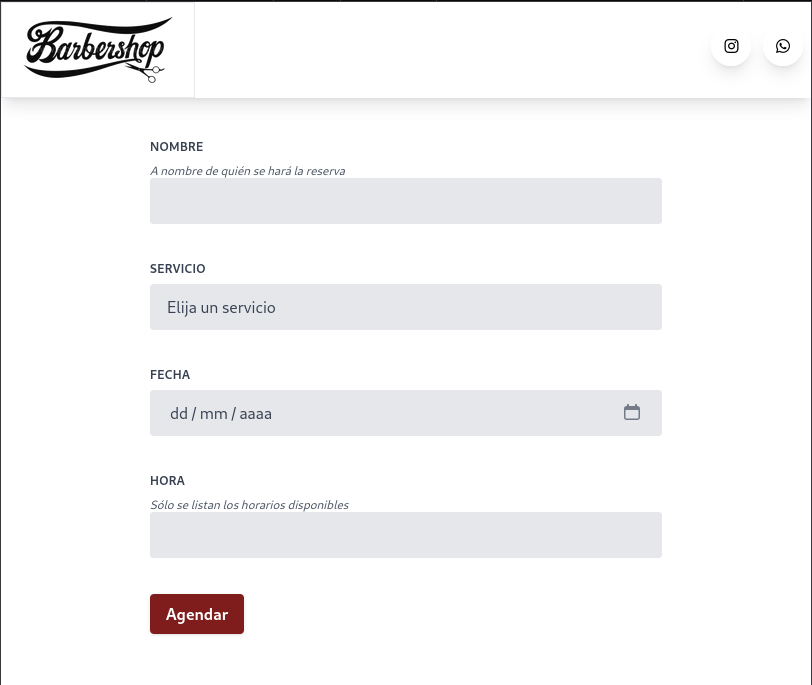 Barbershop
NOMBRE
A nombre de quién se hará la reserva
SERVICIO
Elija un servicio
FECHA
dd / mm / aaaa
HORA
Sólo se listan los horarios disponibles
Agendar